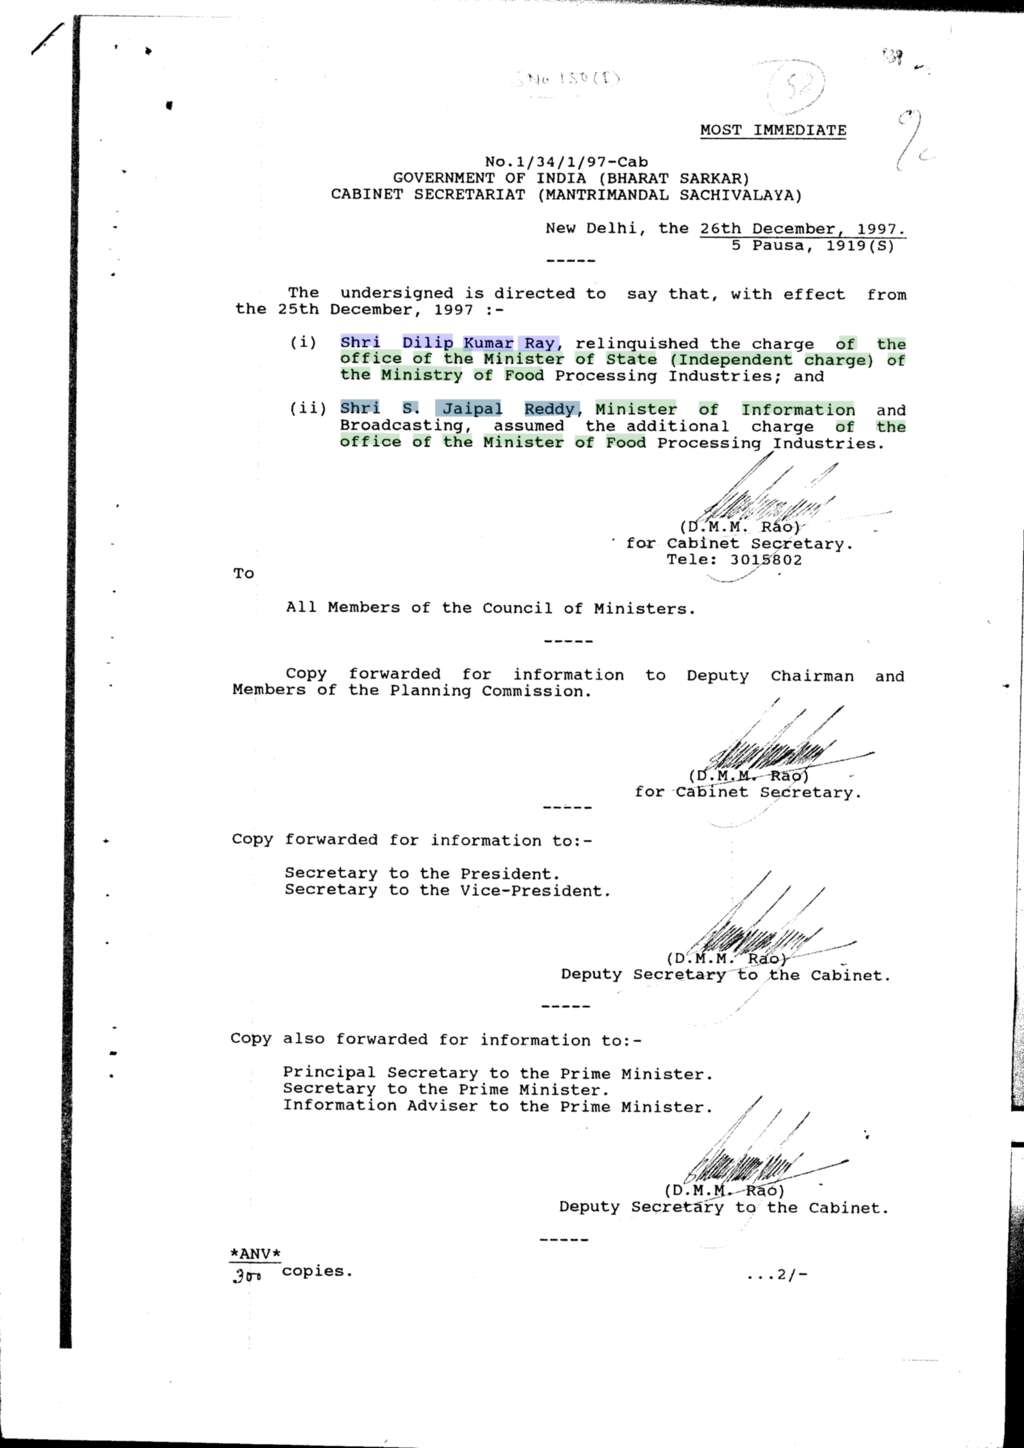 SNo 150(E)
52
MOST IMMEDIATE
No.1/34/1/97-Cab
GOVERNMENT OF INDIA (BHARAT SARKAR)
CABINET SECRETARIAT (MANTRIMANDAL SACHIVALAYA)
New Delhi, the 26th December, 1997.
5 Pausa, 1919(S)
-----
The undersigned is directed to say that, with effect from
the 25th December, 1997 :-
(i) Shri Dilip Kumar Ray, relinquished the charge of the
office of the Minister of State (Independent charge) of
the Ministry of Food Processing Industries; and
(ii) Shri S. Jaipal Reddy, Minister of Information and
Broadcasting, assumed the additional charge of the
office of the Minister of Food Processing Industries.
(D.M.M. Rao)
for Cabinet Secretary.
Tele: 3015802
To
All Members of the Council of Ministers.
-----
Copy forwarded for information to Deputy Chairman and
Members of the Planning Commission.
(D.M.M. Rao)
for Cabinet Secretary.
-----
Copy forwarded for information to:-
Secretary to the President.
Secretary to the Vice-President.
(D.M.M. Rao)
Deputy Secretary to the Cabinet.
-----
Copy also forwarded for information to:-
Principal Secretary to the Prime Minister.
Secretary to the Prime Minister.
Information Adviser to the Prime Minister.
(D.M.M. Rao)
Deputy Secretary to the Cabinet.
-----
*ANV*
300 copies.
...2/-